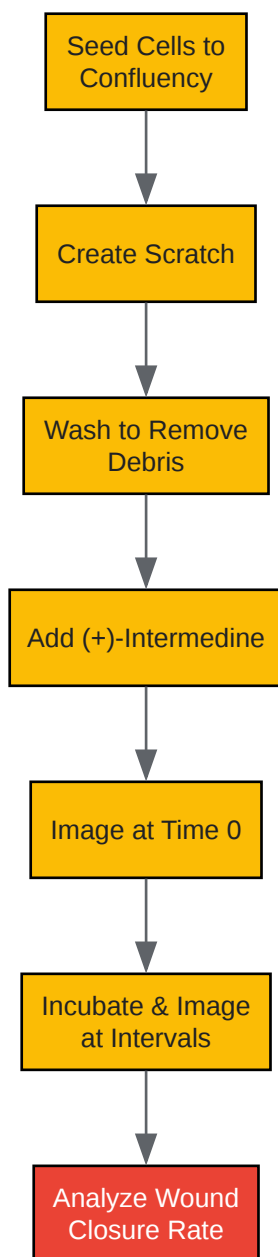 Seed Cells to
Confluency
Create Scratch
Wash to Remove
Debris
Add (+)-Intermedine
Image at Time 0
Incubate & Image
at Intervals
Analyze Wound
Closure Rate